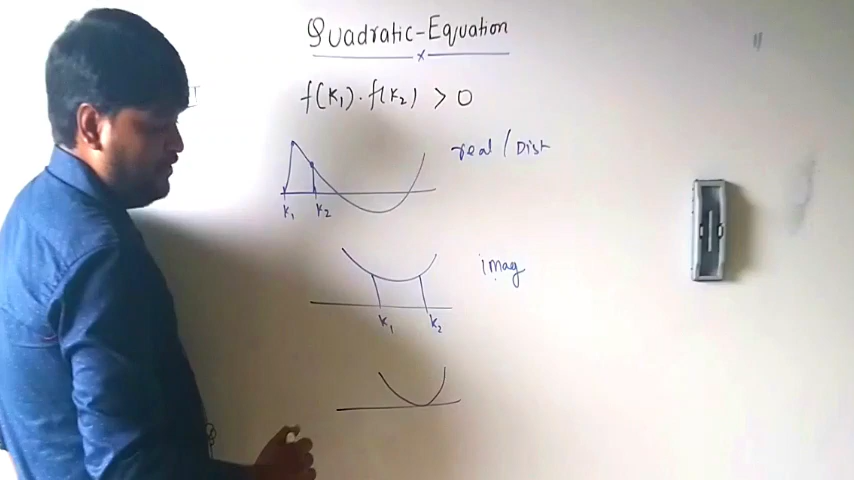 Quadratic-Equation
f(K₁) · f(K₂) > 0
real / Dist
K₁ K₂
imag
K₁ K₂